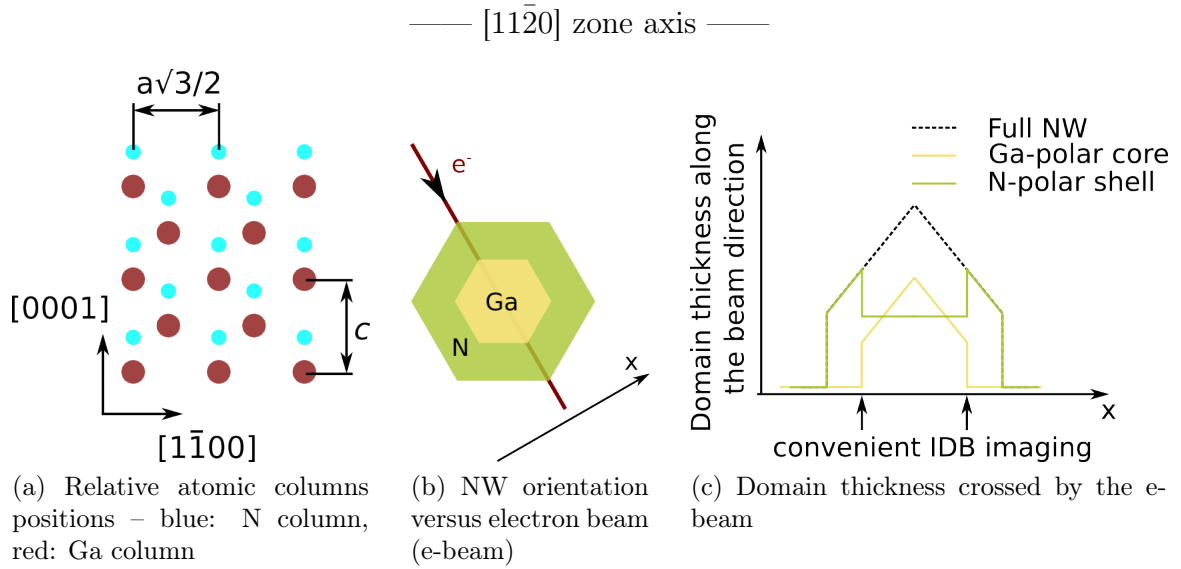 —— [112̄0] zone axis ——
a√3/2
[0001]
c
[11̄00]
e-
Ga
N
x
Domain thickness along
the beam direction
Full NW
Ga-polar core
N-polar shell
x
convenient IDB imaging
(a) Relative atomic columns
positions – blue: N column,
red: Ga column
(b) NW orientation
versus electron beam
(e-beam)
(c) Domain thickness crossed by the e-
beam